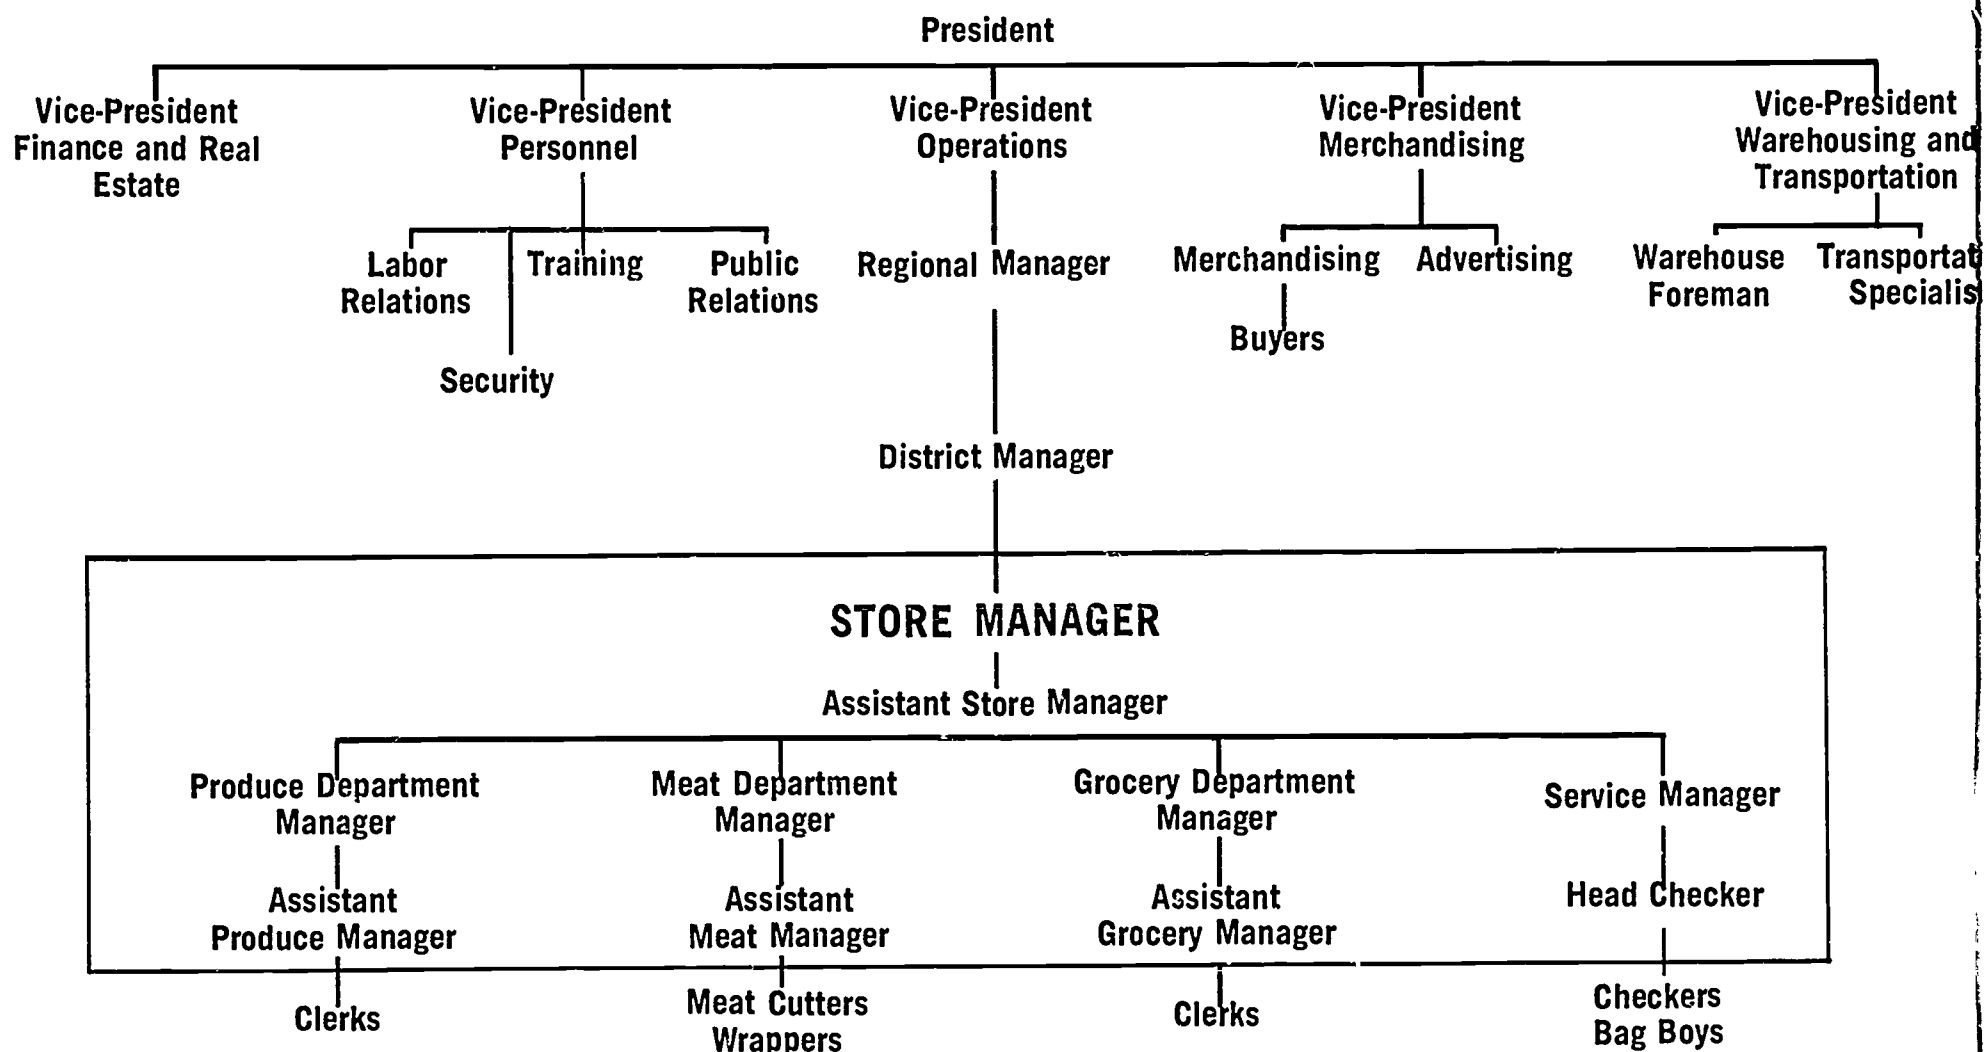 President
Vice-President
Finance and Real
Estate
Vice-President
Personnel
Vice-President
Operations
Vice-President
Merchandising
Vice-President
Warehousing and
Transportation
Labor
Relations
Training
Public
Relations
Security
Regional Manager
Merchandising
Advertising
Buyers
Warehouse
Foreman
Transportat
Specialis
District Manager
STORE MANAGER
Assistant Store Manager
Produce Department
Manager
Meat Department
Manager
Grocery Department
Manager
Service Manager
Assistant
Produce Manager
Assistant
Meat Manager
Assistant
Grocery Manager
Head Checker
Clerks
Meat Cutters
Wrappers
Clerks
Checkers
Bag Boys